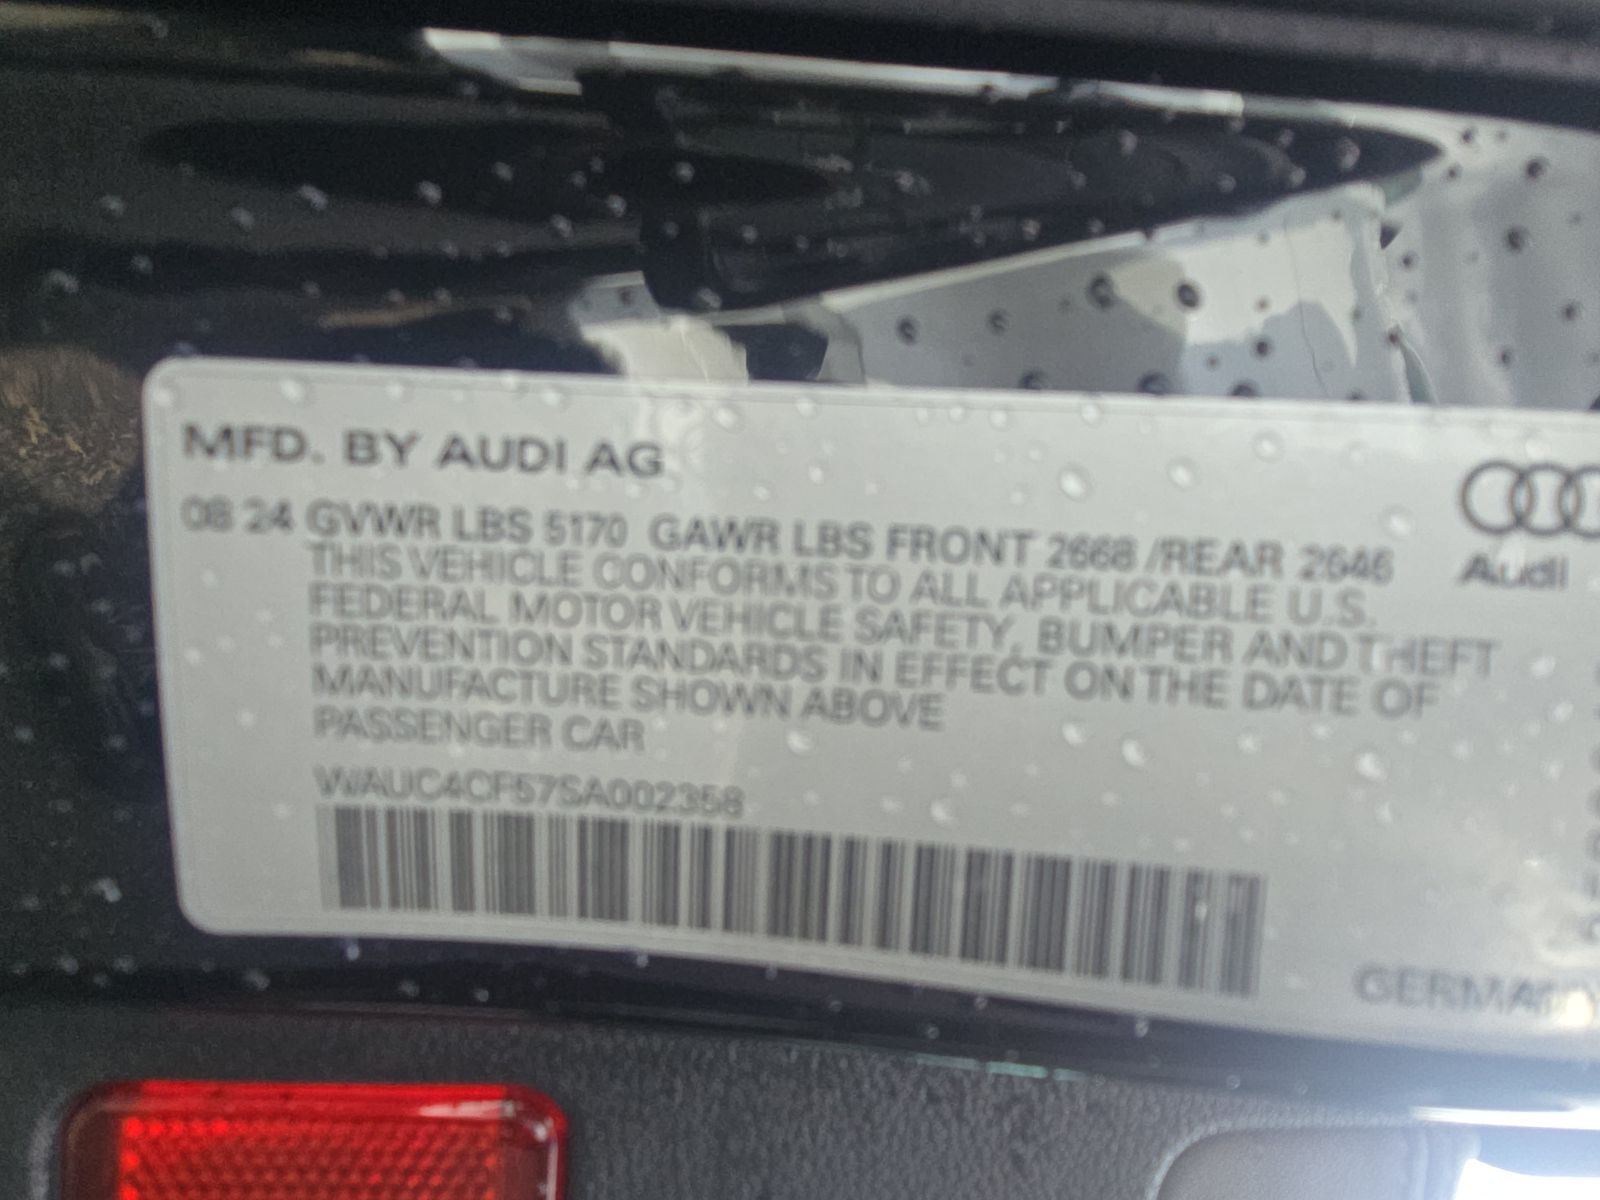 MFD. BY AUDI AG
08 24 GVWR LBS 5170 GAWR LBS FRONT 2668 /REAR 2646
THIS VEHICLE CONFORMS TO ALL APPLICABLE U.S.
FEDERAL MOTOR VEHICLE SAFETY, BUMPER AND THEFT
PREVENTION STANDARDS IN EFFECT ON THE DATE OF
MANUFACTURE SHOWN ABOVE
PASSENGER CAR
WAUC4CF57SA002358
Audi
GERMANY